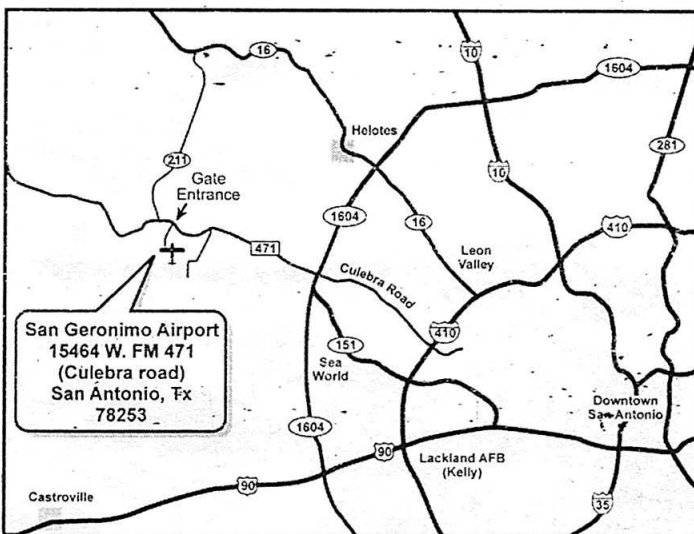 16
10
1604
Helotes
281
211
10
Gate
Entrance
1604
16
410
471
Leon
Valley
Culebra Road
San Geronimo Airport
15464 W. FM 471
(Culebra road)
San Antonio, Tx
78253
410
151
Sea
World
Downtown
San Antonio
1604
90
Lackland AFB
(Kelly)
90
Castroville
35